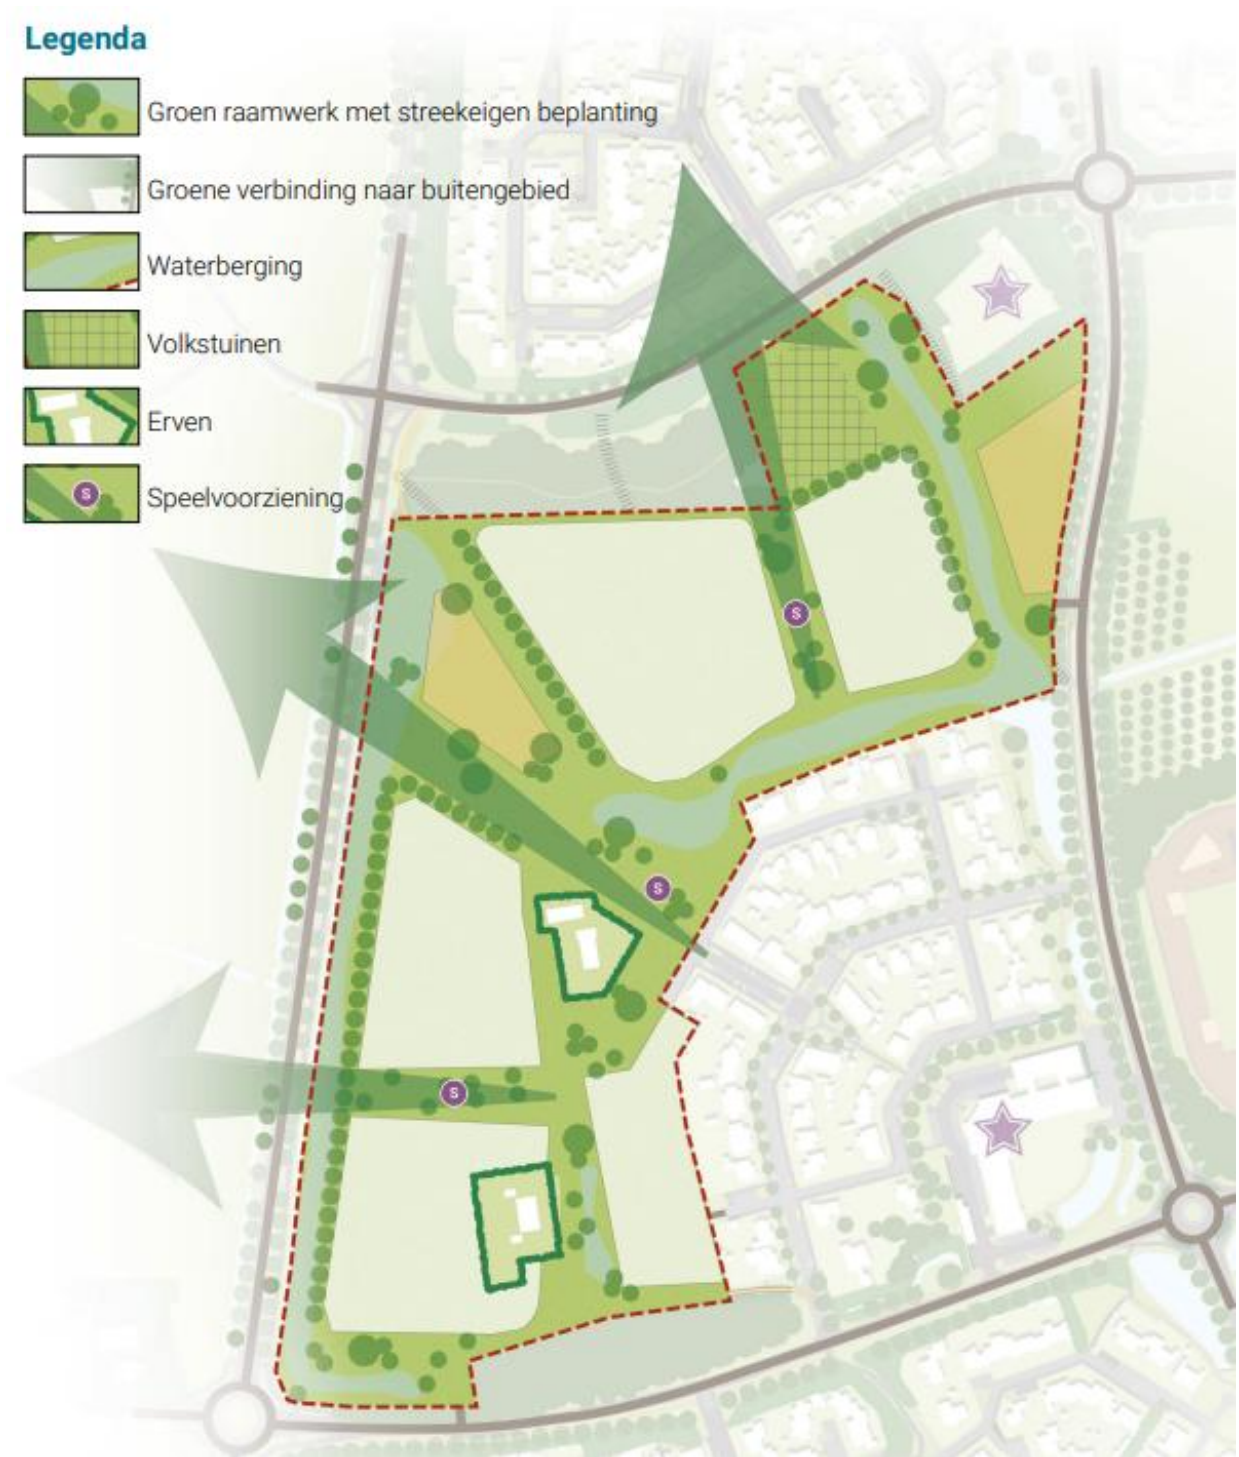 Legenda
Groen raamwerk met streekeigen beplanting
Groene verbinding naar buitengebied
Waterberging
Volkstuinen
Erven
S
Speelvoorziening
S
S
S